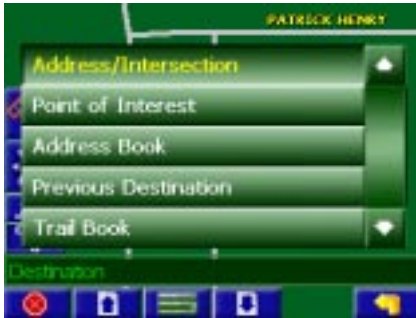 PATRICK HENRY
Address/Intersection
Point of Interest
Address Book
Previous Destination
Trail Book
Destination